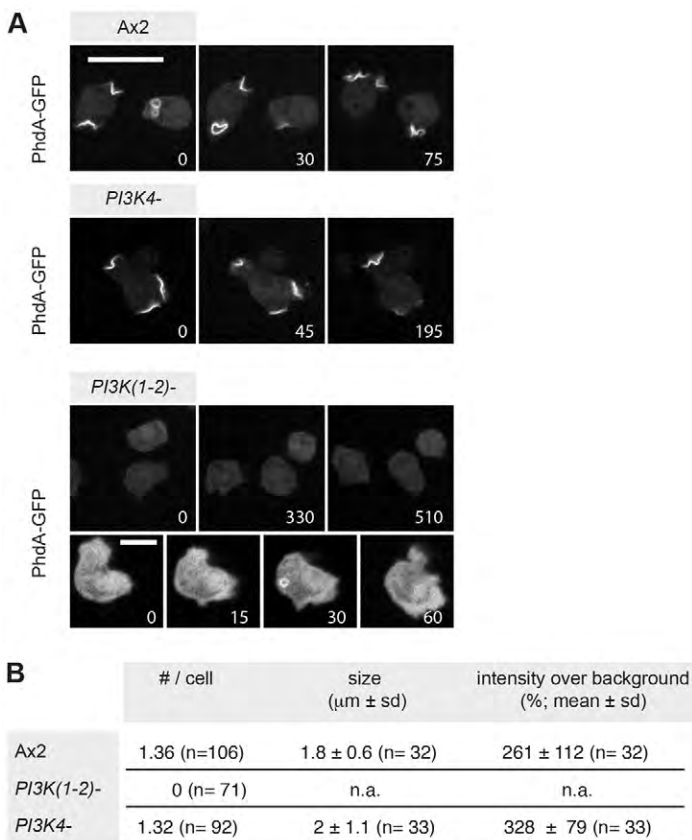 A
Ax2
PhdA-GFP
0 30 75
PI3K4-
PhdA-GFP
0 45 195
PI3K(1-2)-
PhdA-GFP
0 330 510
0 15 30 60
B
# / cell size intensity over background
(μm ± sd) (%; mean ± sd)
Ax2 1.36 (n=106) 1.8 ± 0.6 (n= 32) 261 ± 112 (n= 32)
PI3K(1-2)- 0 (n= 71) n.a. n.a.
PI3K4- 1.32 (n= 92) 2 ± 1.1 (n= 33) 328 ± 79 (n= 33)